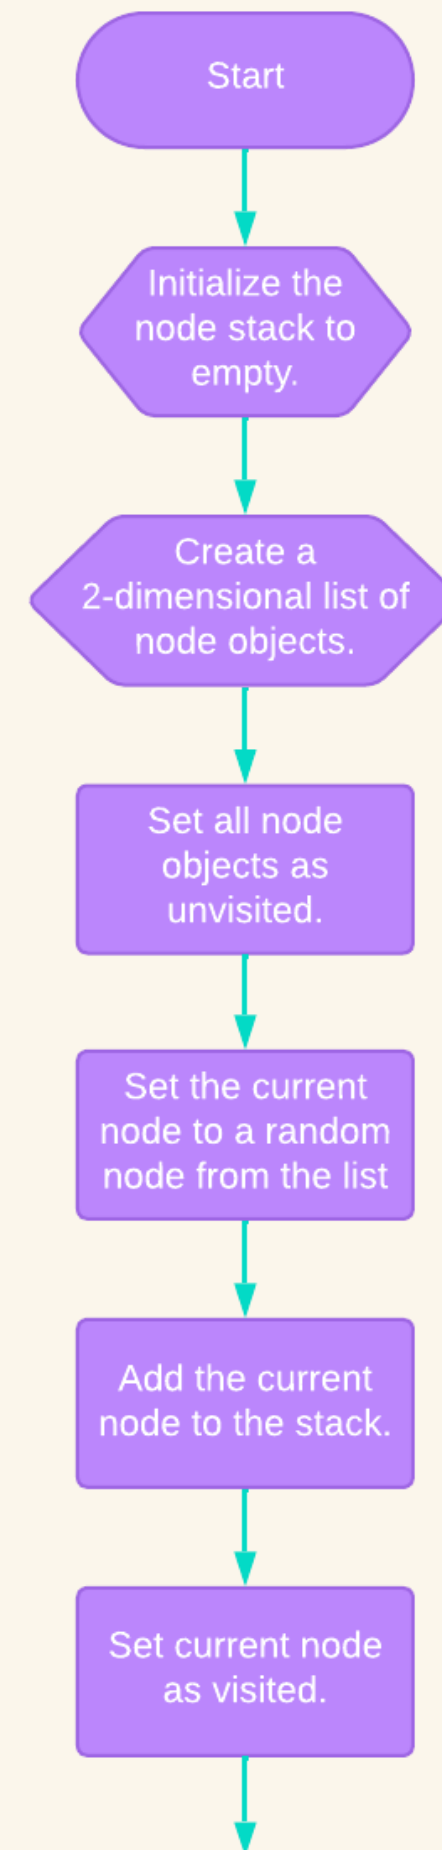 Start
Initialize the
node stack to
empty.
Create a
2-dimensional list of
node objects.
Set all node
objects as
unvisited.
Set the current
node to a random
node from the list
Add the current
node to the stack.
Set current node
as visited.